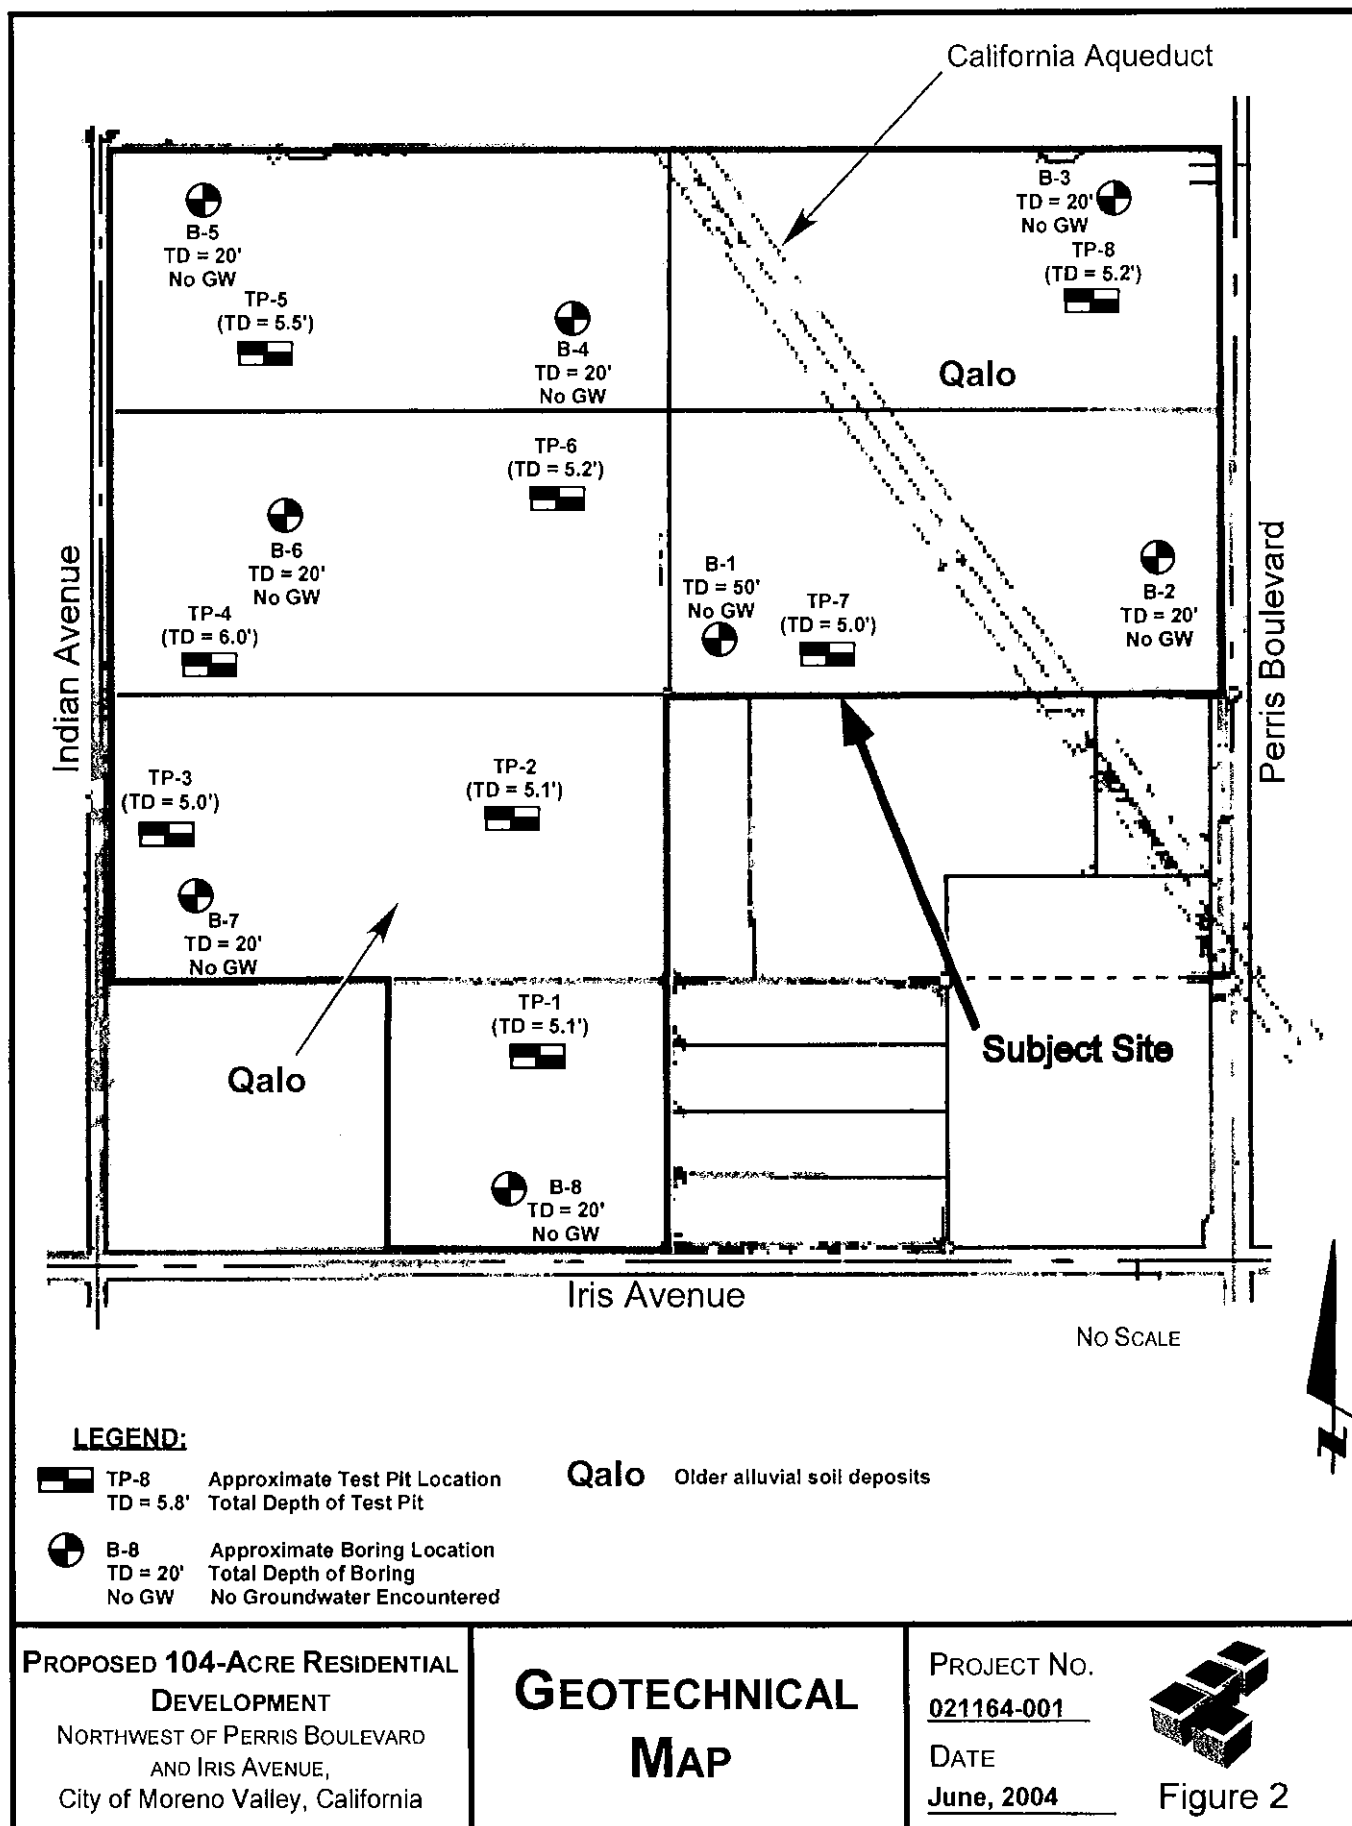 California Aqueduct
B-3
TD = 20'
No GW
TP-8
(TD = 5.2')
B-5
TD = 20'
No GW
TP-5
(TD = 5.5')
B-4
TD = 20'
No GW
Qalo
TP-6
(TD = 5.2')
B-6
TD = 20'
No GW
B-1
TD = 50'
No GW
TP-7
(TD = 5.0')
B-2
TD = 20'
No GW
TP-4
(TD = 6.0')
Indian Avenue
Perris Boulevard
TP-3
(TD = 5.0')
TP-2
(TD = 5.1')
B-7
TD = 20'
No GW
TP-1
(TD = 5.1')
Subject Site
Qalo
B-8
TD = 20'
No GW
Iris Avenue
NO SCALE
N
LEGEND:
TP-8 Approximate Test Pit Location
TD = 5.8' Total Depth of Test Pit
Qalo Older alluvial soil deposits
B-8 Approximate Boring Location
TD = 20' Total Depth of Boring
No GW No Groundwater Encountered
PROPOSED 104-ACRE RESIDENTIAL
DEVELOPMENT
NORTHWEST OF PERRIS BOULEVARD
AND IRIS AVENUE,
City of Moreno Valley, California
GEOTECHNICAL
MAP
PROJECT NO.
021164-001
DATE
June, 2004
Figure 2